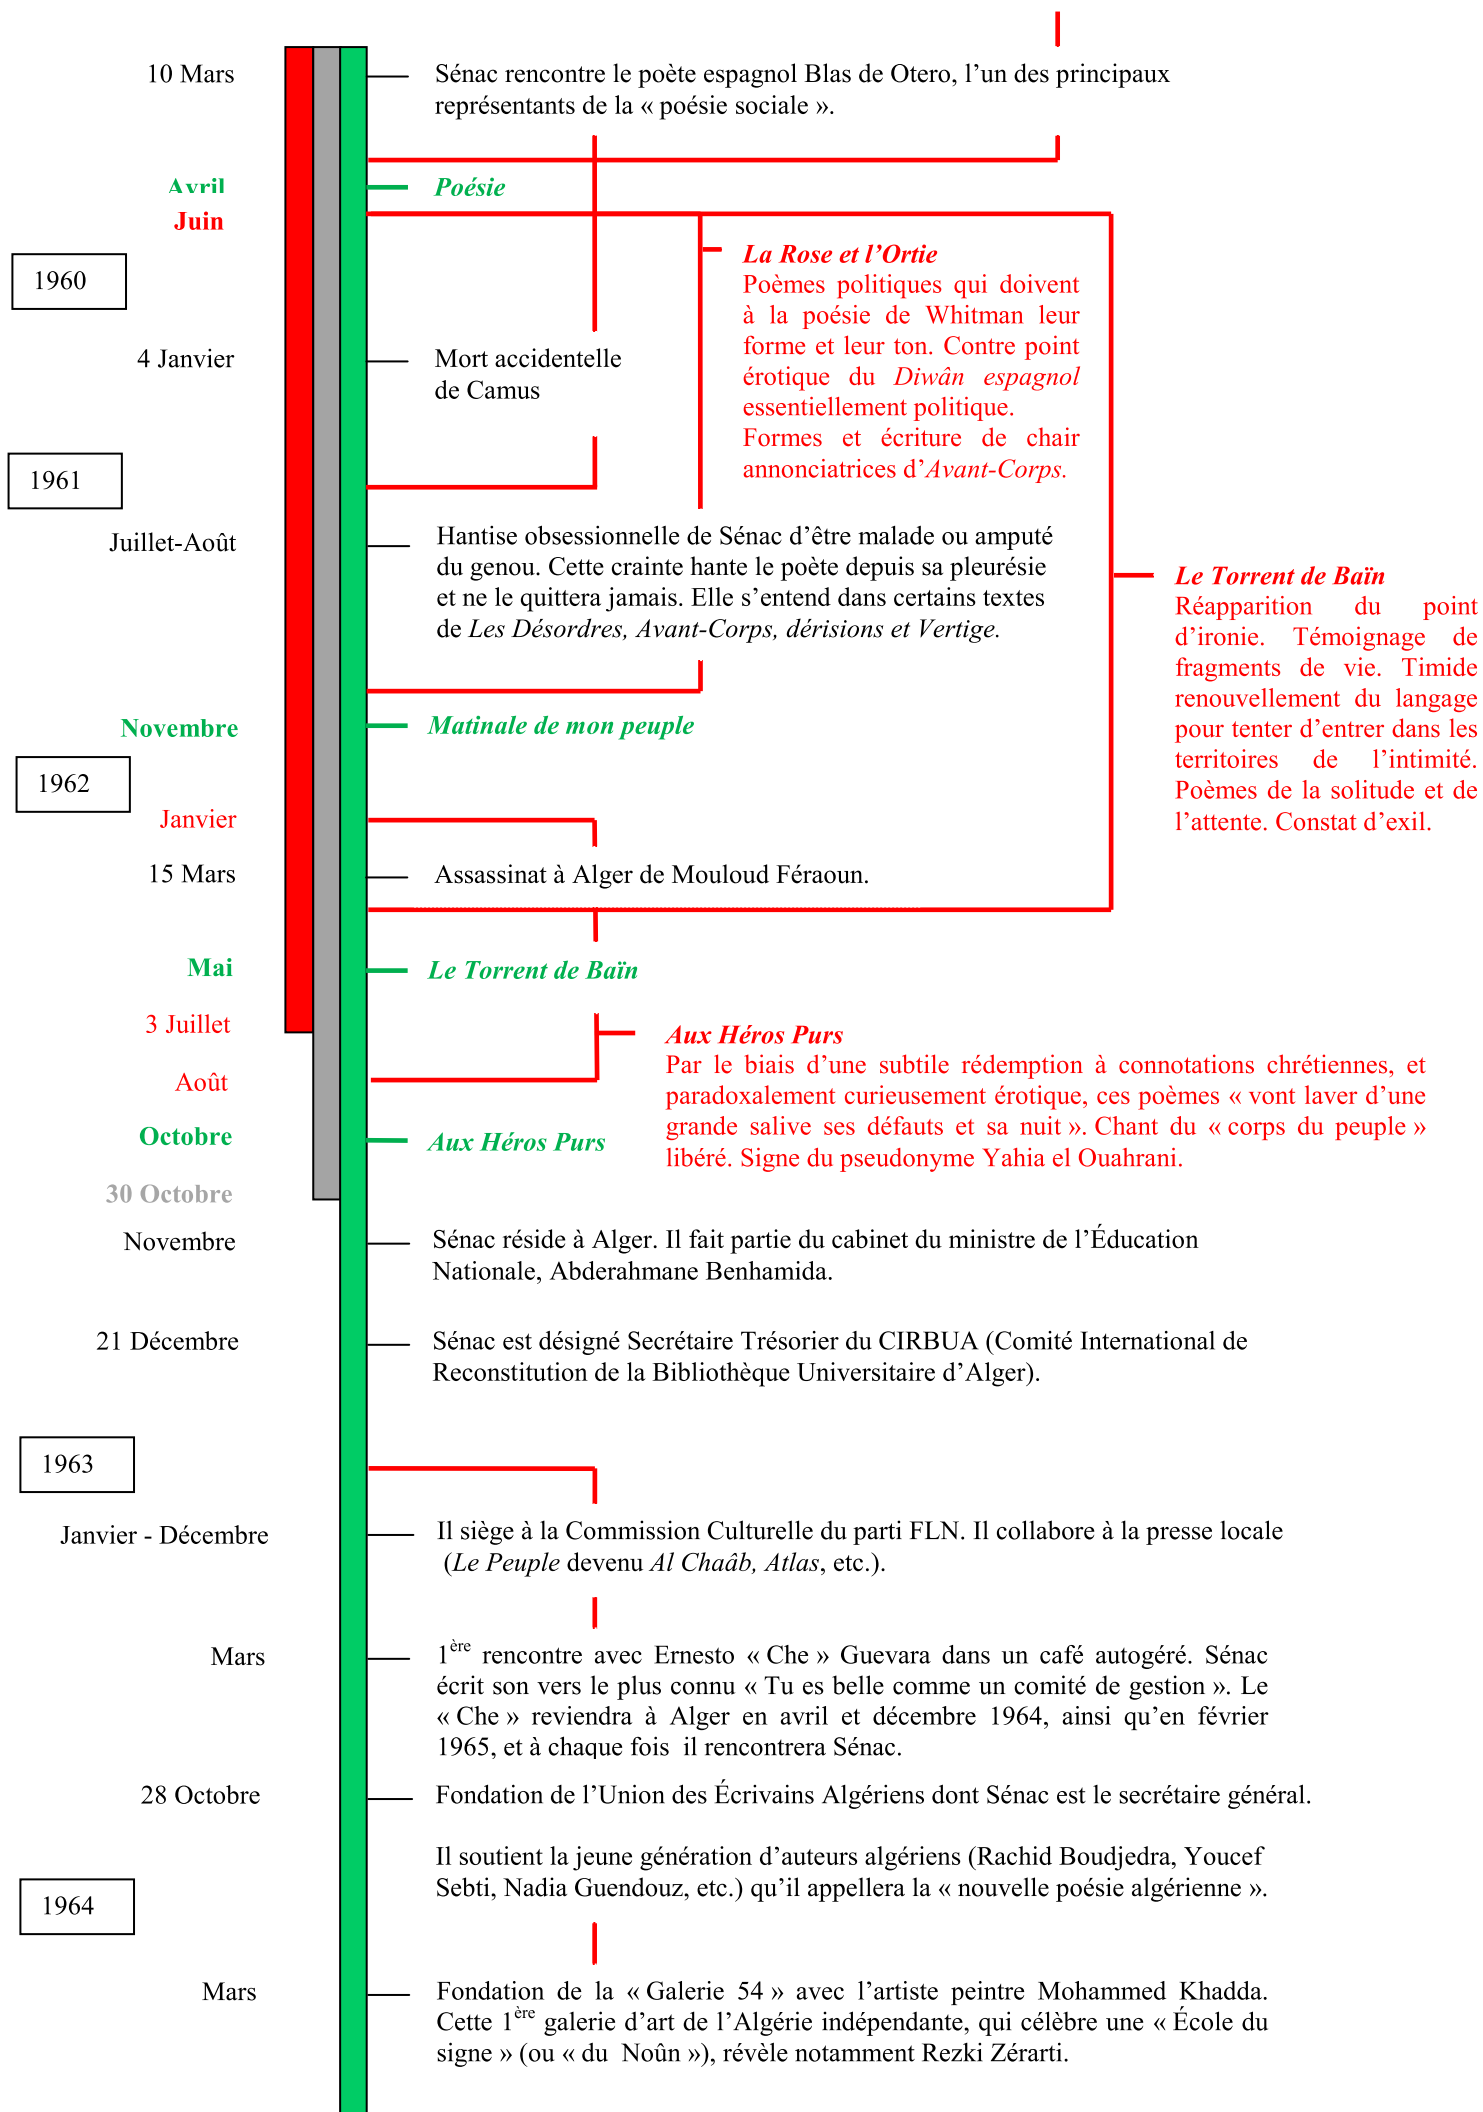 10 Mars
Sénac rencontre le poète espagnol Blas de Otero, l’un des principaux
représentants de la « poésie sociale ».
Avril
Poésie
Juin
La Rose et l’Ortie
Poèmes politiques qui doivent
à la poésie de Whitman leur
forme et leur ton. Contre point
érotique du Diwân espagnol
essentiellement politique.
Formes et écriture de chair
annonciatrices d’Avant-Corps.
1960
4 Janvier
Mort accidentelle
de Camus
1961
Juillet-Août
Hantise obsessionnelle de Sénac d’être malade ou amputé
du genou. Cette crainte hante le poète depuis sa pleurésie
et ne le quittera jamais. Elle s’entend dans certains textes
de Les Désordres, Avant-Corps, dérisions et Vertige.
Le Torrent de Baïn
Réapparition du point
d’ironie. Témoignage de
fragments de vie. Timide
renouvellement du langage
pour tenter d’entrer dans les
territoires de l’intimité.
Poèmes de la solitude et de
l’attente. Constat d’exil.
Novembre
Matinale de mon peuple
1962
Janvier
15 Mars
Assassinat à Alger de Mouloud Féraoun.
Mai
Le Torrent de Baïn
3 Juillet
Aux Héros Purs
Par le biais d’une subtile rédemption à connotations chrétiennes, et
paradoxalement curieusement érotique, ces poèmes « vont laver d’une
grande salive ses défauts et sa nuit ». Chant du « corps du peuple »
libéré. Signe du pseudonyme Yahia el Ouahrani.
Août
Octobre
Aux Héros Purs
30 Octobre
Novembre
Sénac réside à Alger. Il fait partie du cabinet du ministre de l’Éducation
Nationale, Abderahmane Benhamida.
21 Décembre
Sénac est désigné Secrétaire Trésorier du CIRBUA (Comité International de
Reconstitution de la Bibliothèque Universitaire d’Alger).
1963
Janvier - Décembre
Il siège à la Commission Culturelle du parti FLN. Il collabore à la presse locale
(Le Peuple devenu Al Chaâb, Atlas, etc.).
Mars
1ère rencontre avec Ernesto « Che » Guevara dans un café autogéré. Sénac
écrit son vers le plus connu « Tu es belle comme un comité de gestion ». Le
« Che » reviendra à Alger en avril et décembre 1964, ainsi qu’en février
1965, et à chaque fois il rencontrera Sénac.
28 Octobre
Fondation de l’Union des Écrivains Algériens dont Sénac est le secrétaire général.
Il soutient la jeune génération d’auteurs algériens (Rachid Boudjedra, Youcef
Sebti, Nadia Guendouz, etc.) qu’il appellera la « nouvelle poésie algérienne ».
1964
Mars
Fondation de la « Galerie 54 » avec l’artiste peintre Mohammed Khadda.
Cette 1ère galerie d’art de l’Algérie indépendante, qui célèbre une « École du
signe » (ou « du Noûn »), révèle notamment Rezki Zérarti.